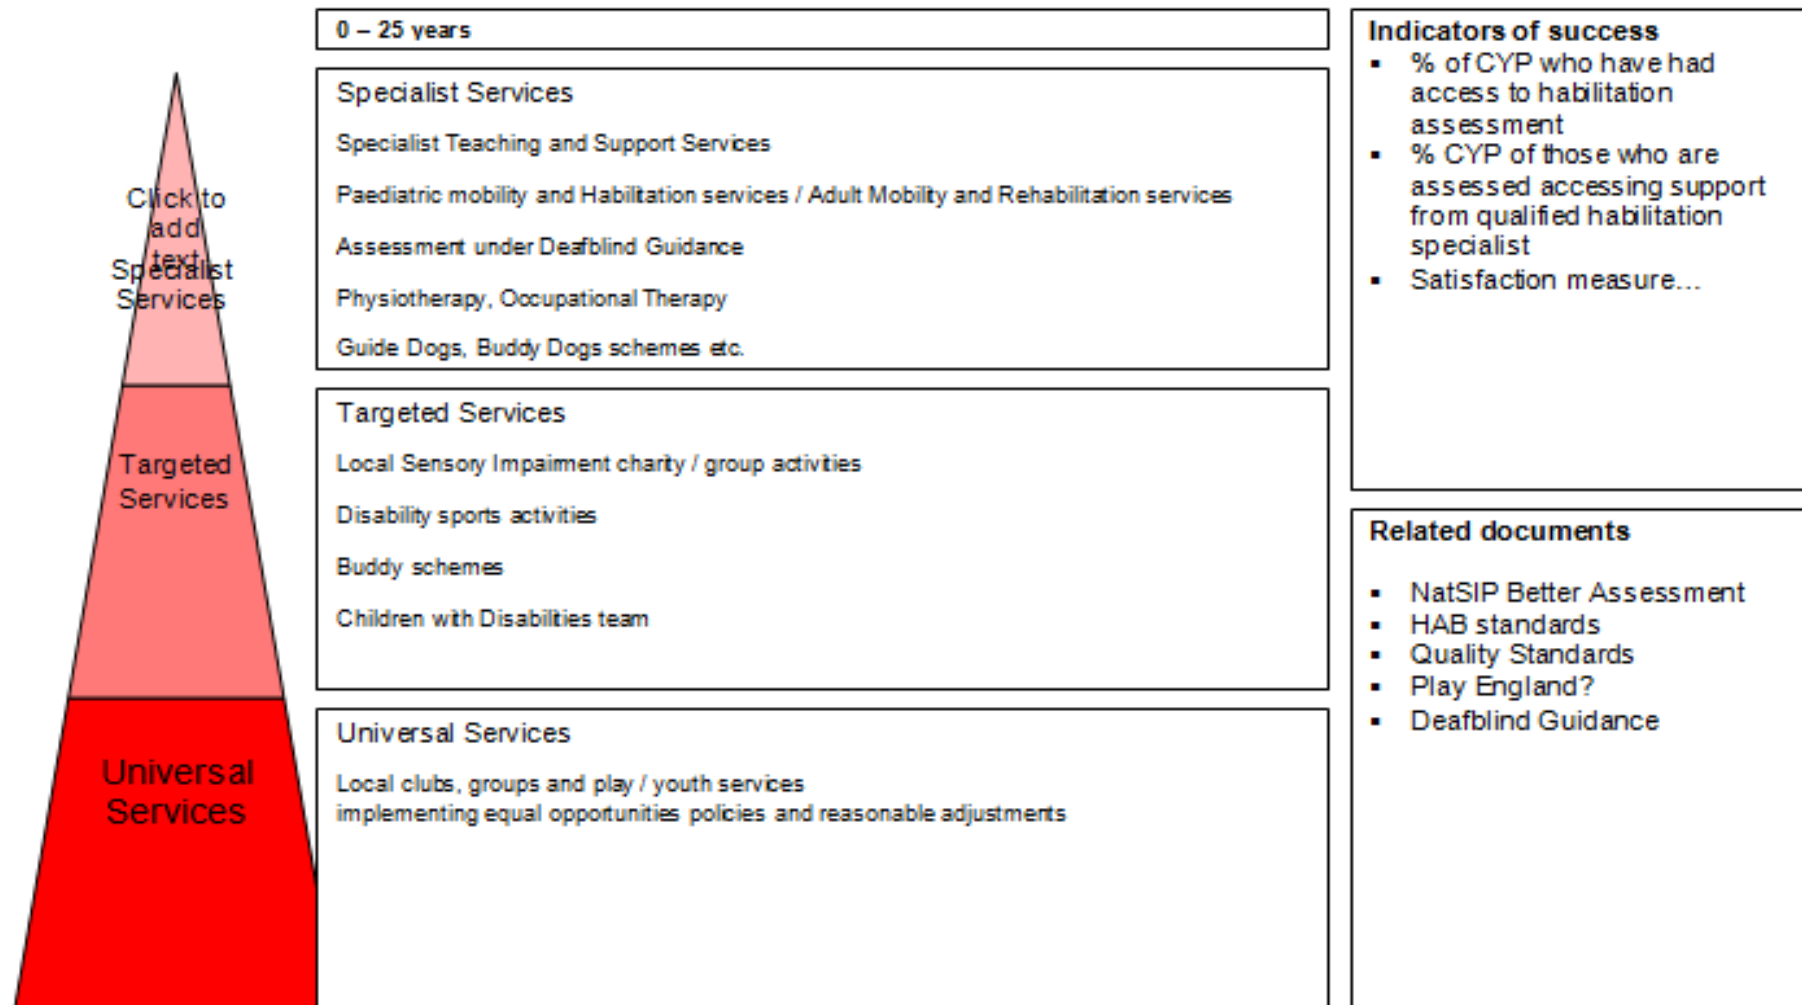 0 – 25 years
Click to
add
text
Specialist
Services
Targeted
Services
Universal
Services
Specialist Services
Specialist Teaching and Support Services
Paediatric mobility and Habilitation services / Adult Mobility and Rehabilitation services
Assessment under Deafblind Guidance
Physiotherapy, Occupational Therapy
Guide Dogs, Buddy Dogs schemes etc.
Targeted Services
Local Sensory Impairment charity / group activities
Disability sports activities
Buddy schemes
Children with Disabilities team
Universal Services
Local clubs, groups and play / youth services
implementing equal opportunities policies and reasonable adjustments
Indicators of success
▪ % of CYP who have had
access to habilitation
assessment
▪ % CYP of those who are
assessed accessing support
from qualified habilitation
specialist
▪ Satisfaction measure...
Related documents
▪ NatSIP Better Assessment
▪ HAB standards
▪ Quality Standards
▪ Play England?
▪ Deafblind Guidance